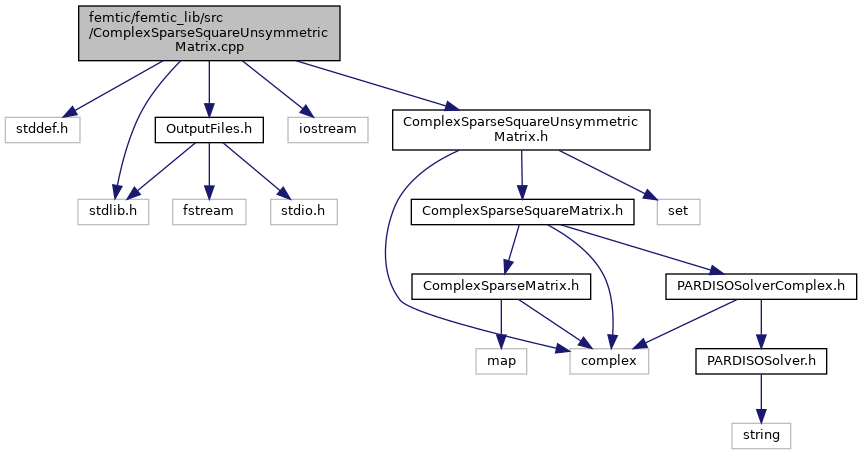 femtic/femtic_lib/src
/ComplexSparseSquareUnsymmetric
Matrix.cpp
stddef.h
OutputFiles.h
iostream
ComplexSparseSquareUnsymmetric
Matrix.h
stdlib.h
fstream
stdio.h
ComplexSparseSquareMatrix.h
set
ComplexSparseMatrix.h
PARDISOSolverComplex.h
map
complex
PARDISOSolver.h
string